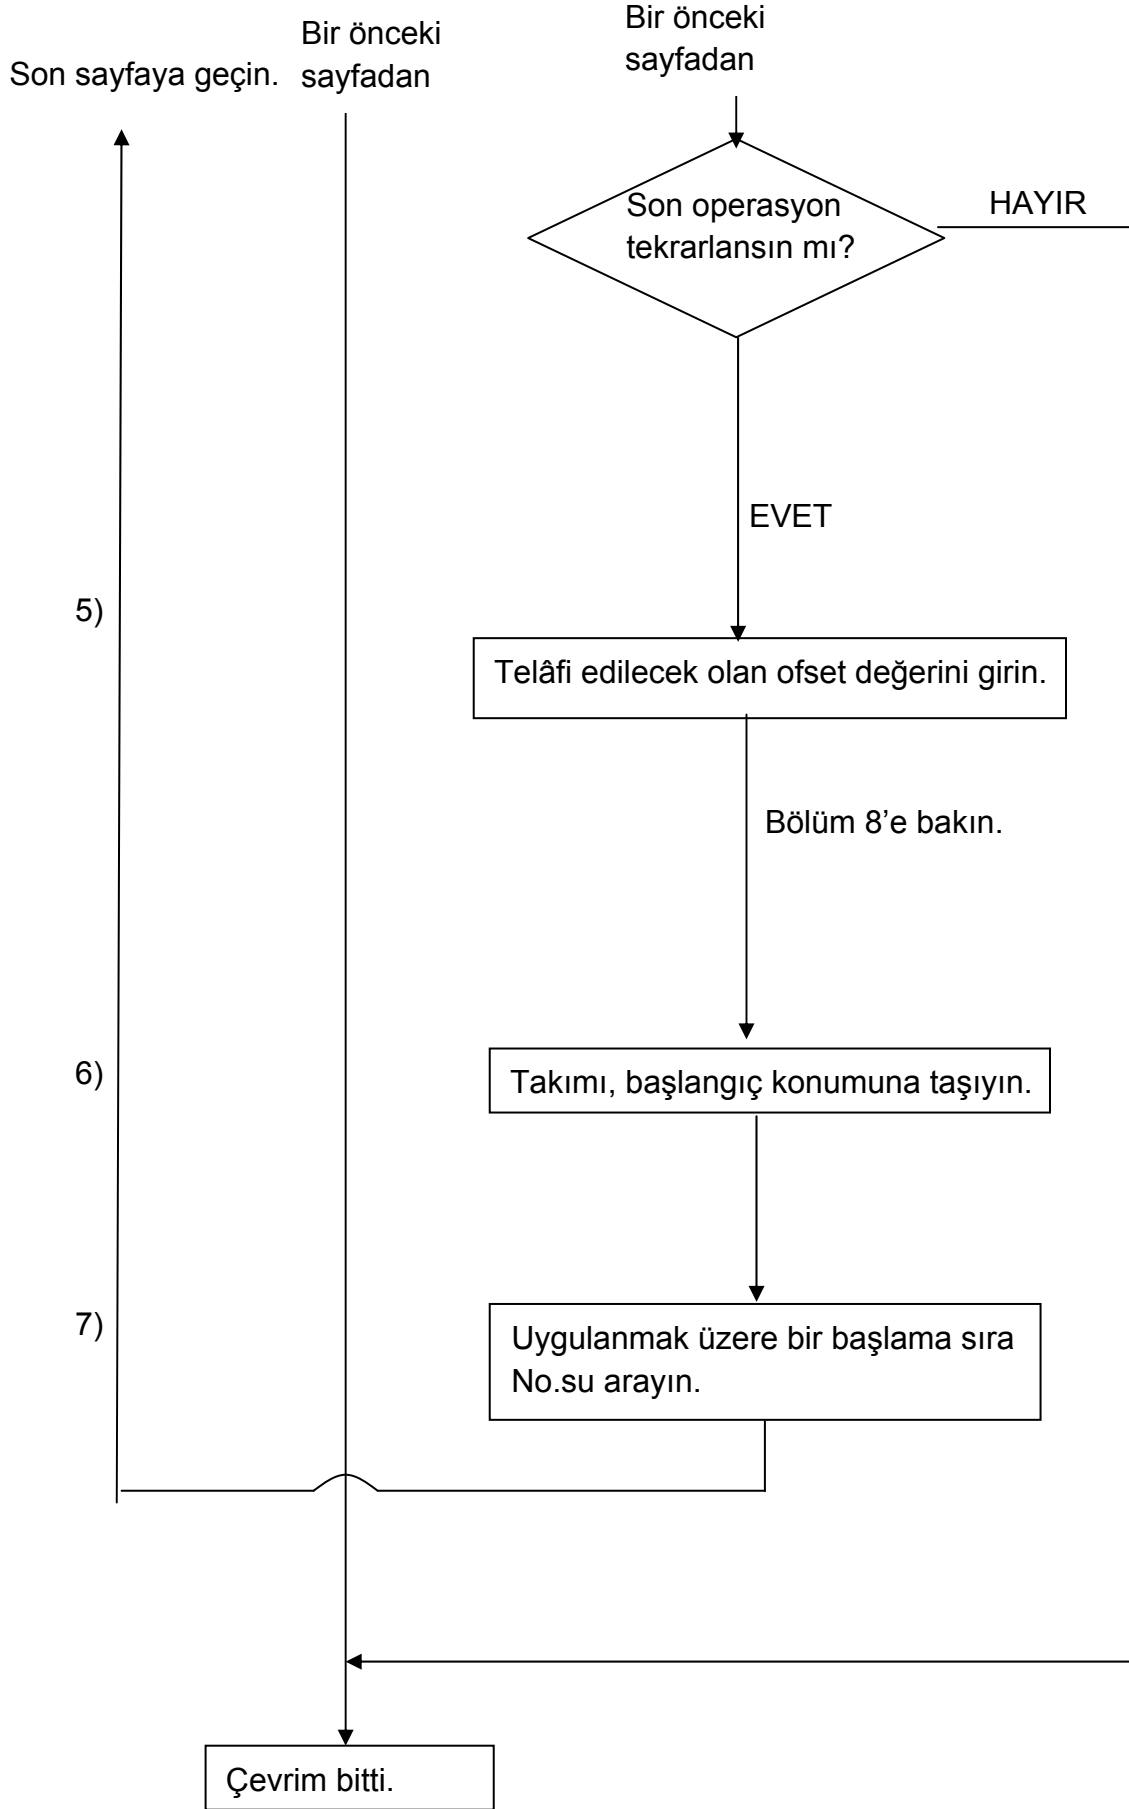 Son sayfaya geçin.
Bir önceki
sayfadan
Bir önceki
sayfadan
Son operasyon
tekrarlansın mı?
HAYIR
EVET
5)
Telâfi edilecek olan ofset değerini girin.
Bölüm 8’e bakın.
6)
Takımı, başlangıç konumuna taşıyın.
7)
Uygulanmak üzere bir başlama sıra
No.su arayın.
Çevrim bitti.